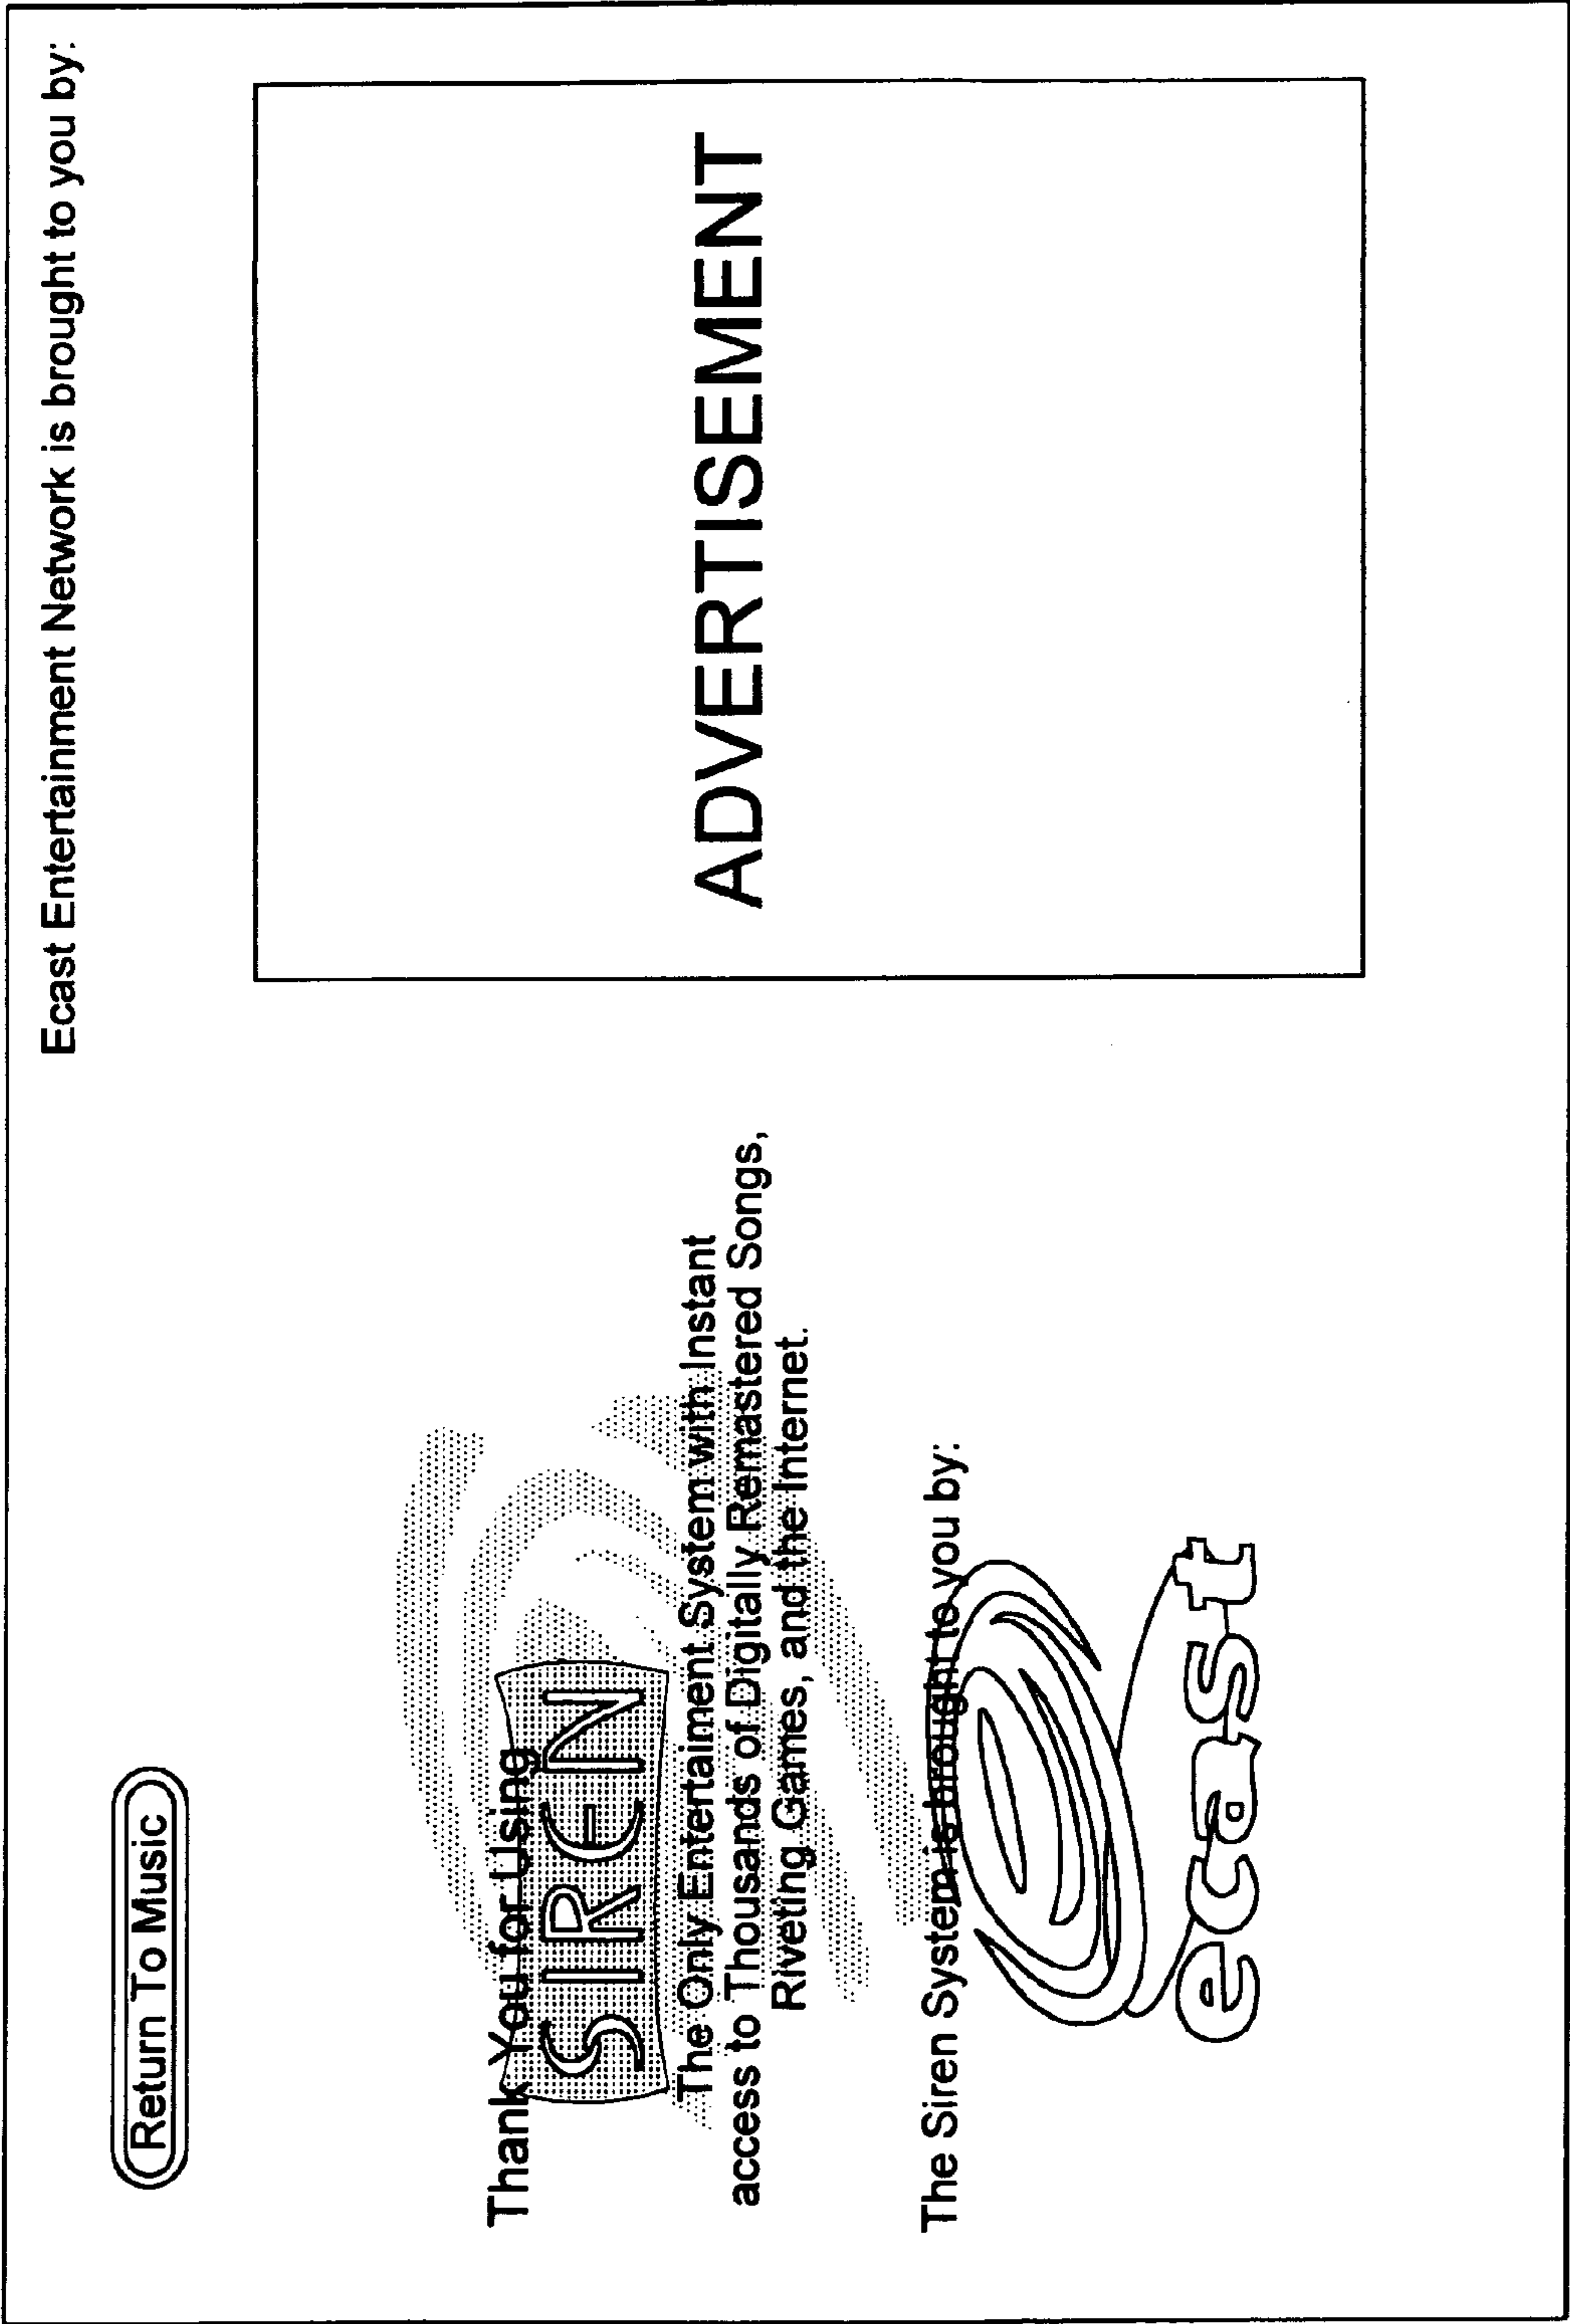 Return To Music
Thank You for Using
SIREN
The Only Entertaiment System with Instant
access to Thousands of Digitally Remastered Songs,
Riveting Games, and the Internet.
The Siren System is brought to you by:
ecast
Ecast Entertainment Network is brought to you by:
ADVERTISEMENT